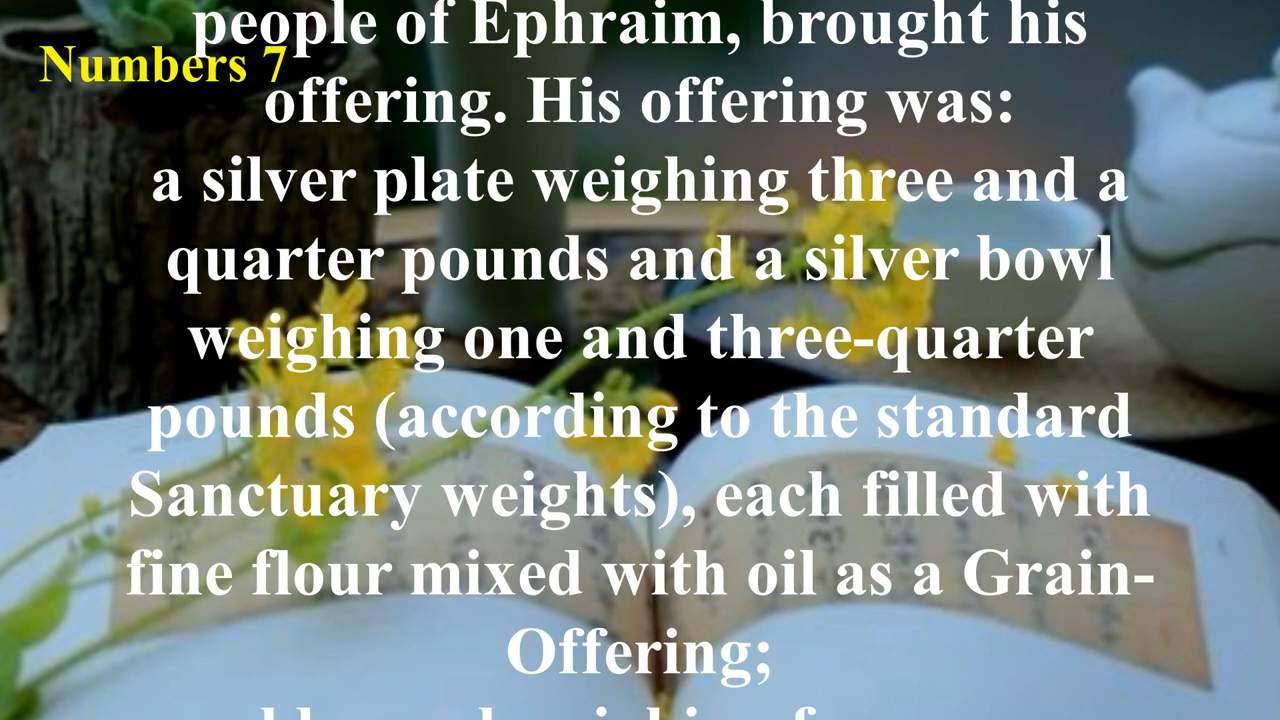 people of Ephraim, brought his
Numbers 7
offering. His offering was:
a silver plate weighing three and a
quarter pounds and a silver bowl
weighing one and three-quarter
pounds (according to the standard
Sanctuary weights), each filled with
fine flour mixed with oil as a Grain-
Offering;